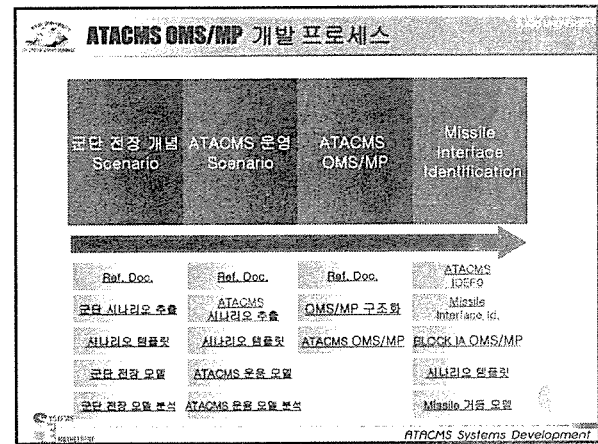 ATACMS OMS/MP 개발 프로세스
군단 전장 개념
Scenario
ATACMS 운영
Scenario
ATACMS
OMS/MP
Missile
Interface
Identification
Ref. Doc.
군단 시나리오 추출
시나리오 템플릿
군단 전장 모델
군단 전장 모델 분석
Ref. Doc.
ATACMS
시나리오 추출
시나리오 템플릿
ATACMS 운용 모델
ATACMS 운용 모델 분석
Ref. Doc.
OMS/MP 구조화
ATACMS OMS/MP
ATACMS
IDEF0
Missile
Interface Id.
BLOCK IA OMS/MP
시나리오 템플릿
Missile 거동 모델
ATACMS Systems Development